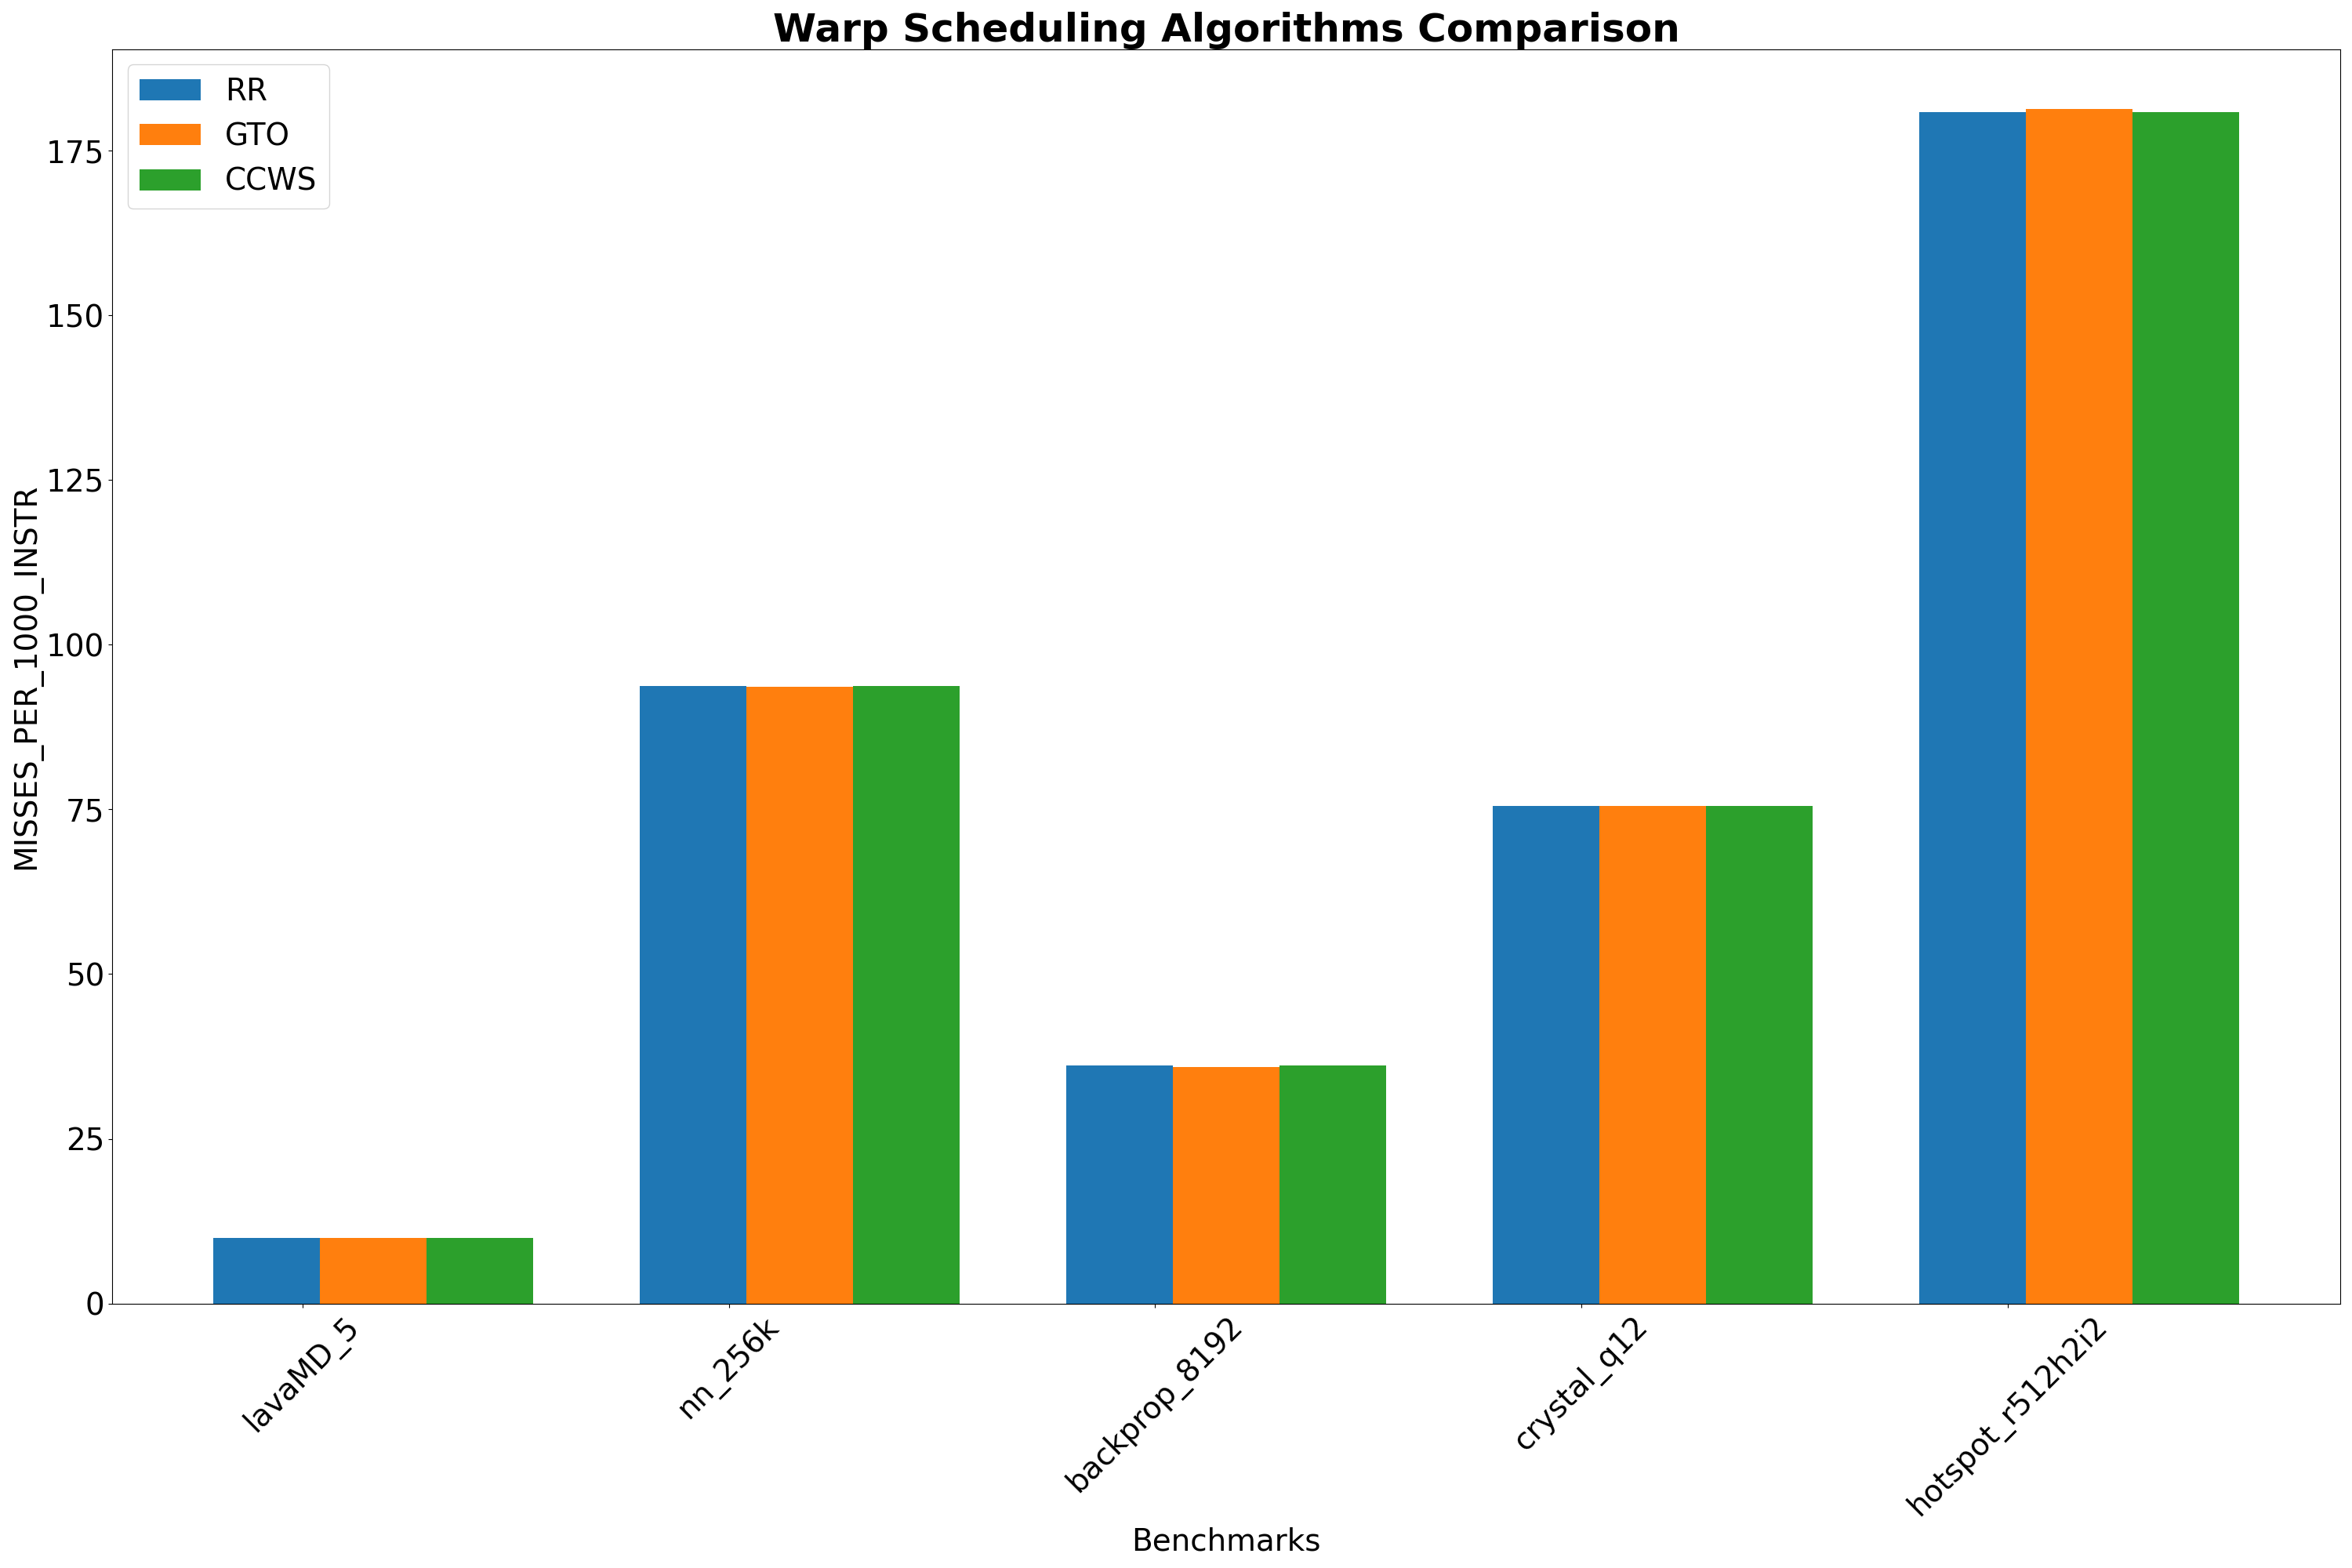 Warp Scheduling Algorithms Comparison
RR
GTO
CCWS
MISSES_PER_1000_INSTR
175
150
125
100
75
50
25
0
lavaMD_5
nn_256k
backprop_8192
crystal_q12
hotspot_r512h2i2
Benchmarks